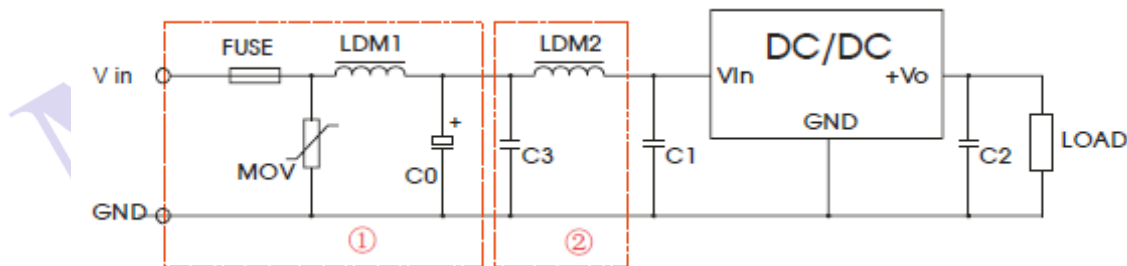 FUSE
LDM1
LDM2
DC/DC
V in
VIn
+Vo
GND
+
MOV
C0
C3
C1
C2
LOAD
GND
①
②